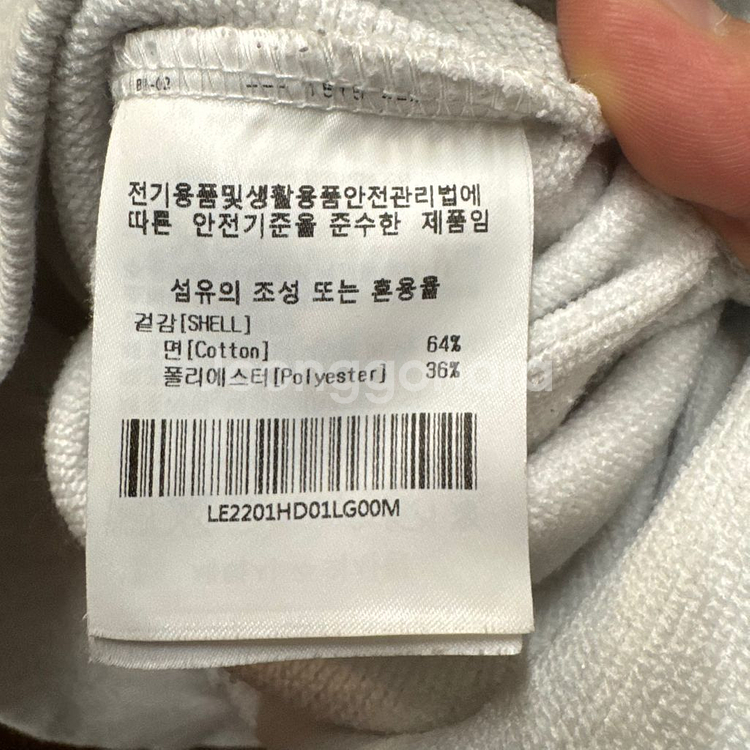 전기용품및생활용품안전관리법에
따른 안전기준을 준수한 제품임
섬유의 조성 또는 혼용율
겉감[SHELL]
면[Cotton] 64%
폴리에스터[Polyester] 36%
LE2201HD01LG00M